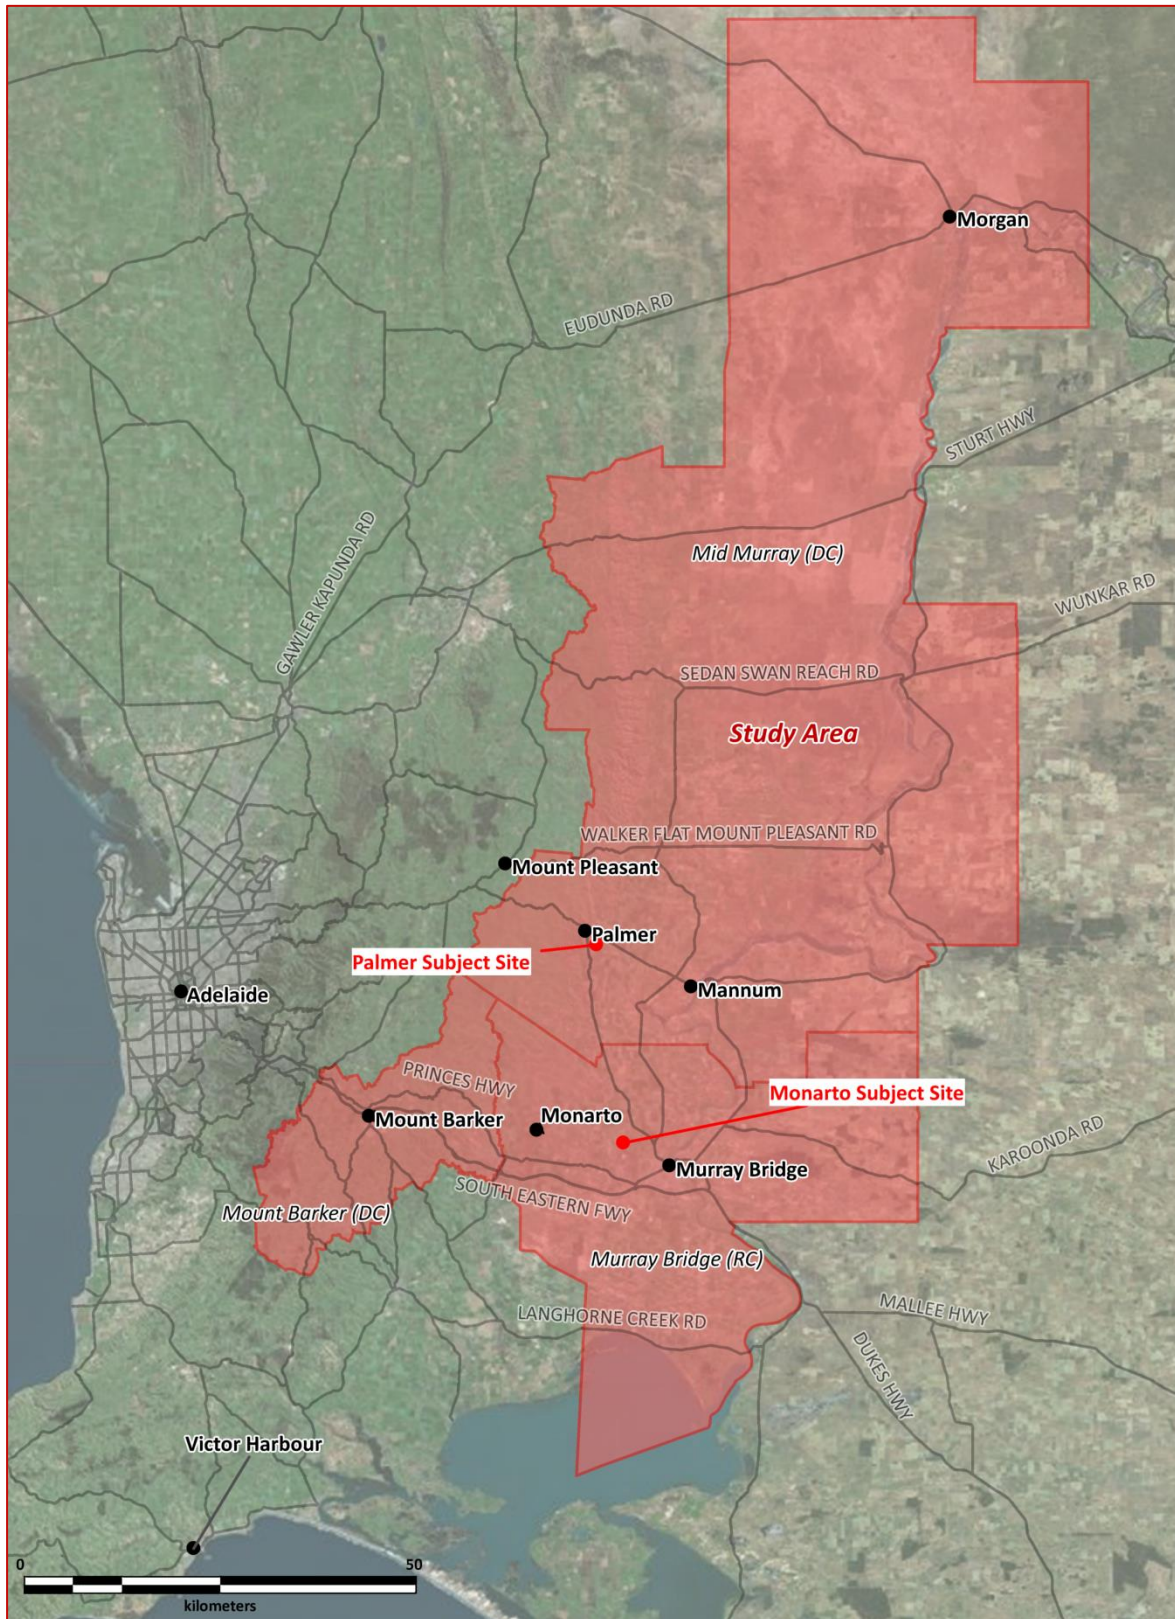 Morgan
EUDUNDA RD
STURT HWY
GAWLER KAPUNDA RD
Mid Murray (DC)
WUNKAR RD
SEDAN SWAN REACH RD
Study Area
WALKER FLAT MOUNT PLEASANT RD
Mount Pleasant
Palmer
Palmer Subject Site
Adelaide
Mannum
PRINCES HWY
Monarto Subject Site
Mount Barker
Monarto
KAROONDA RD
Murray Bridge
SOUTH EASTERN FWY
Mount Barker (DC)
Murray Bridge (RC)
MALLEE HWY
LANGHORNE CREEK RD
DUKES HWY
Victor Harbour
0
50
kilometers